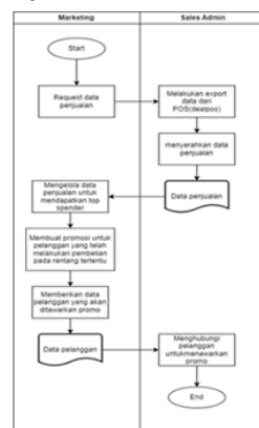 Marketing
Sales Admin
Start
Request data
penjualan
Melakukan export
data dari
POS(dealpos)
menyerahkan data
penjualan
Data penjualan
Mengelola data
penjualan untuk
mendapatkan top
spender
Membuat promosi untuk
pelanggan yang telah
melakukan pembelian
pada rentang tertentu
Memberikan data
pelanggan yang akan
ditawarkan promo
Data pelanggan
Menghubungi
pelanggan
untukmenawarkan
promo
End